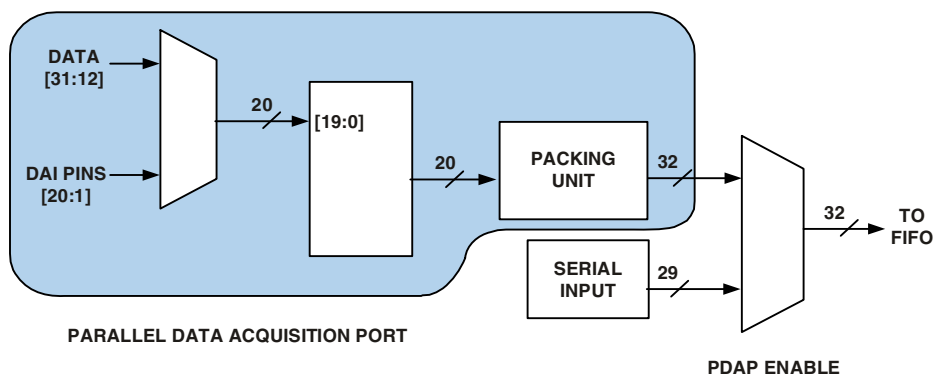 DATA
[31:12]
DAI PINS
[20:1]
20
[19:0]
20
PACKING
UNIT
32
SERIAL
INPUT
29
32
TO
FIFO
PARALLEL DATA ACQUISITION PORT
PDAP ENABLE